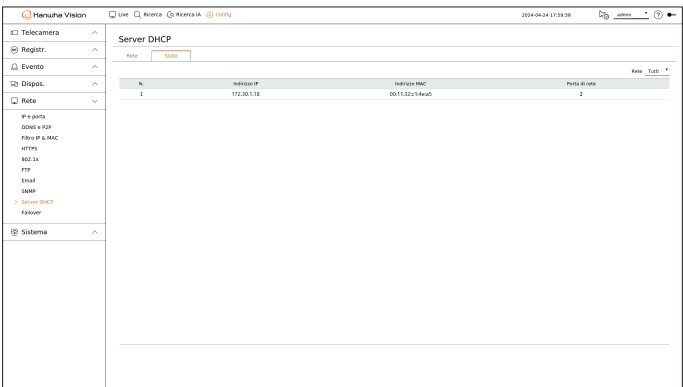 Hanwha Vision
Live Ricerca Ricerca IA Config
2024-04-24 17:59:39
admin
?
Telecamera
Registr.
Evento
Dispos.
Rete
IP e porta
DDNS e P2P
Filtro IP & MAC
HTTPS
802.1x
FTP
Email
SNMP
Server DHCP
Failover
Sistema
Server DHCP
Rete Stato
Rete Tutti
N. Indirizzo IP Indirizzo MAC Porta di rete
1 172.30.1.18 00:11:32:c1:4e:a5 2